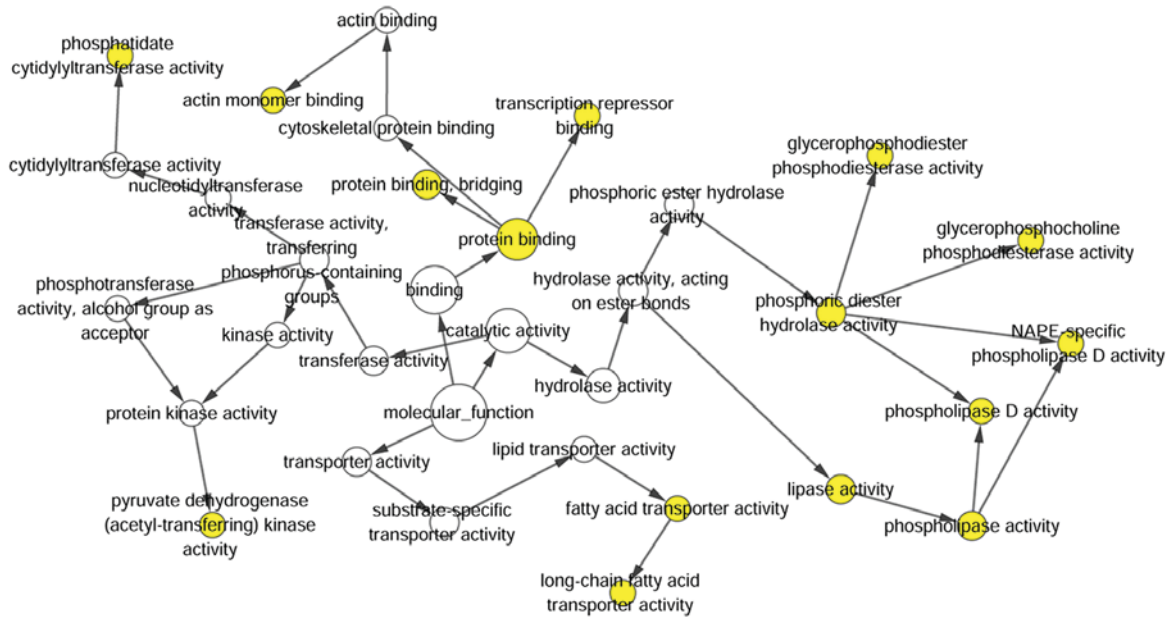 actin binding
phosphatidate
cytidylyltransferase activity
actin monomer binding
transcription repressor
binding
cytoskeletal protein binding
glycerophosphodiester
phosphodiesterase activity
cytidylyltransferase activity
nucleotidyltransferase
activity
protein binding, bridging
phosphoric ester hydrolase
activity
transferase activity,
transferring
phosphorus-containing
groups
protein binding
glycerophosphocholine
phosphodiesterase activity
phosphotransferase
activity, alcohol group as
acceptor
binding
hydrolase activity, acting
on ester bonds
phosphoric diester
hydrolase activity
kinase activity
catalytic activity
NAPE-specific
phospholipase D activity
transferase activity
hydrolase activity
protein kinase activity
molecular_function
phospholipase D activity
transporter activity
lipid transporter activity
lipase activity
pyruvate dehydrogenase
(acetyl-transferring) kinase
activity
substrate-specific
transporter activity
fatty acid transporter activity
phospholipase activity
long-chain fatty acid
transporter activity